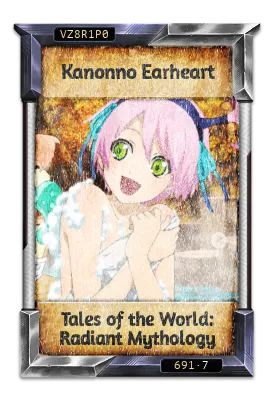 VZ8R1P0
Kanonno Earheart
Tales of the World:
Radiant Mythology
691·7